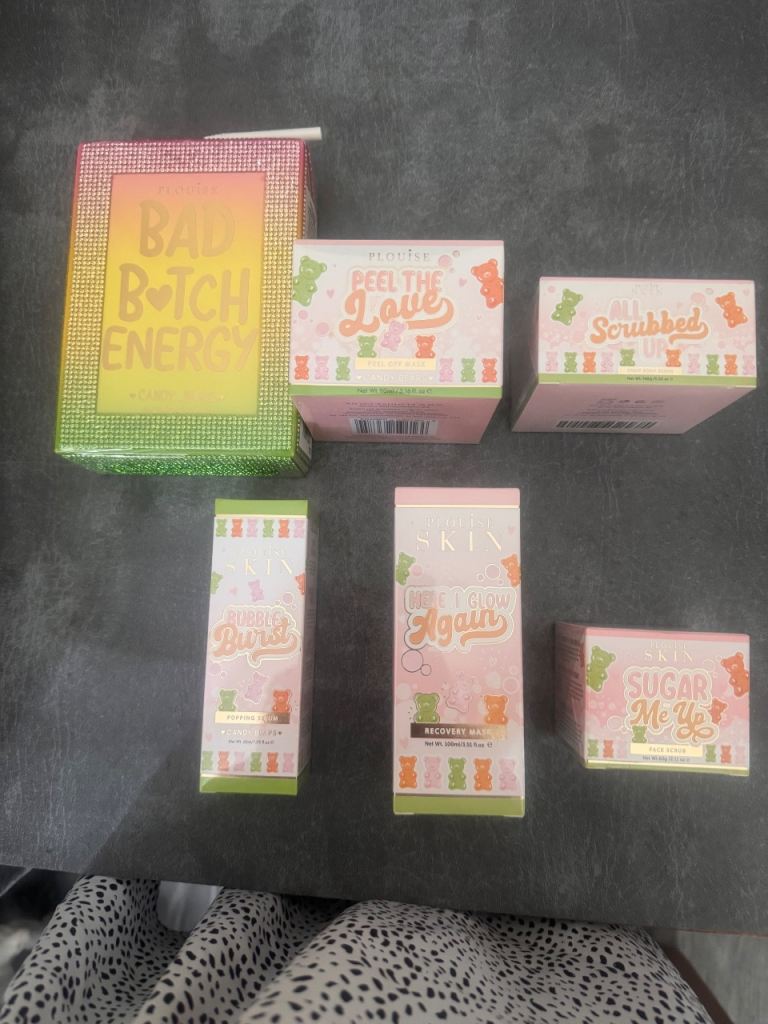 PLOUISE
BAD
B♥TCH
ENERGY
♥CANDY
PLOUISE
PEEL THE
Love
PEEL OFF MASK
ALL
Scrubbed
UP
PLOUISE
SKIN
BUBBLE
Burst
POPPING SERUM
♥CANDY
PLOUISE
SKIN
HERE I GLOW
Again
RECOVERY MASK
Net Wt. 100ml/3.51 fl.oz. ℮
PLOUISE
SKIN
SUGAR
Me Up
FACE SCRUB